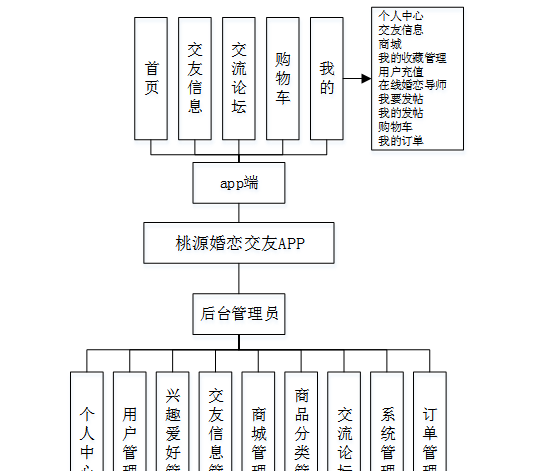 首页
交友信息
交流论坛
购物车
我的
个人中心
交友信息
商城
我的收藏管理
用户充值
在线婚恋导师
我要发帖
我的发帖
购物车
我的订单
app端
桃源婚恋交友APP
后台管理员
个人中心
用户管理
兴趣爱好管
交友信息管
商城管理
商品分类管
交流论坛
系统管理
订单管理